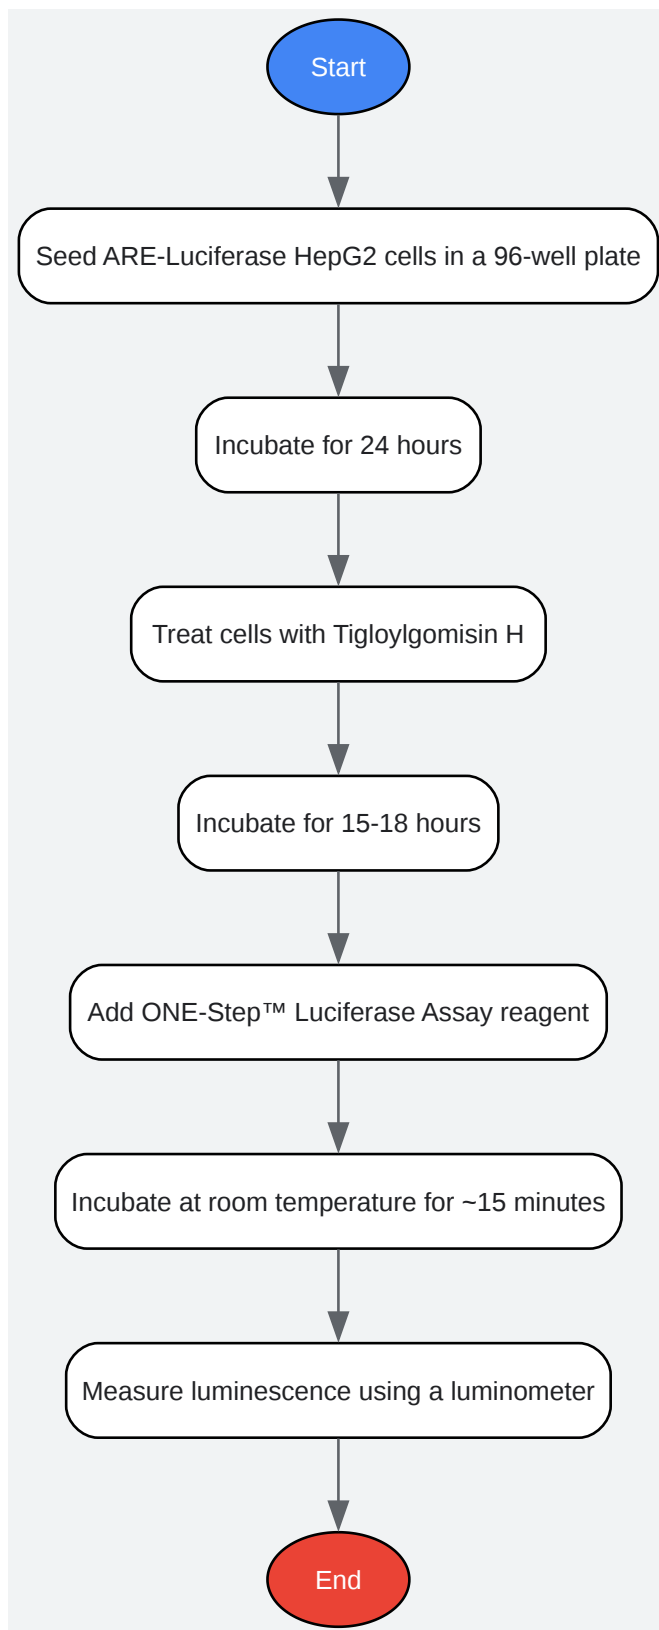 Start
Seed ARE-Luciferase HepG2 cells in a 96-well plate
Incubate for 24 hours
Treat cells with Tigloylgomisin H
Incubate for 15-18 hours
Add ONE-Step™ Luciferase Assay reagent
Incubate at room temperature for ~15 minutes
Measure luminescence using a luminometer
End